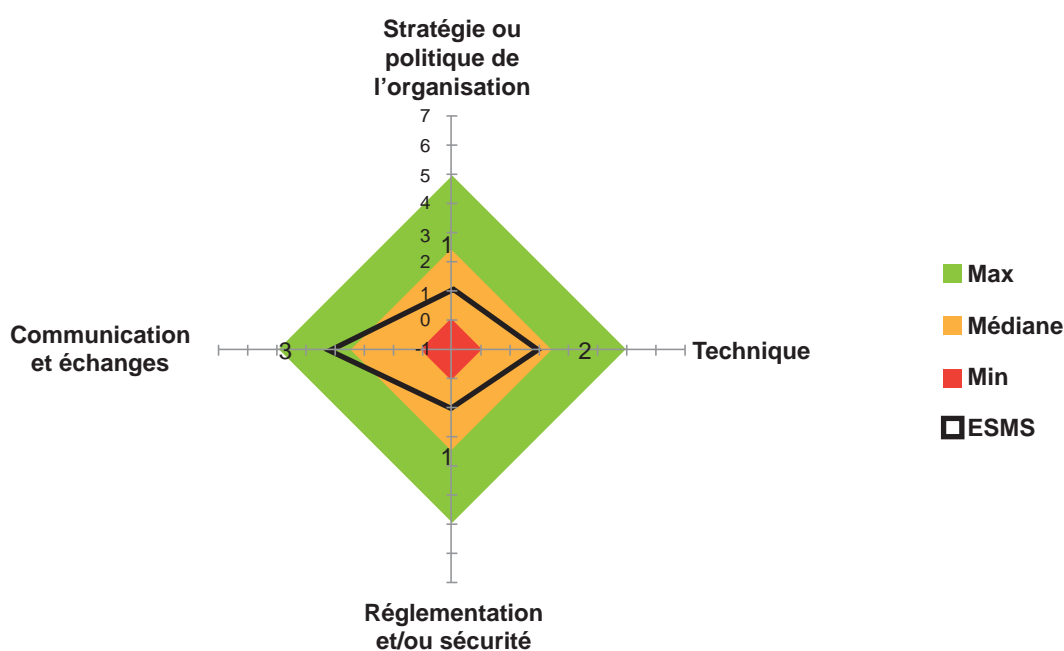 Stratégie ou
politique de
l'organisation
7
6
5
4
3
1
2
1
0
Communication
et échanges
3
-1
2
Technique
1
Réglementation
et/ou sécurité
Max
Médiane
Min
ESMS